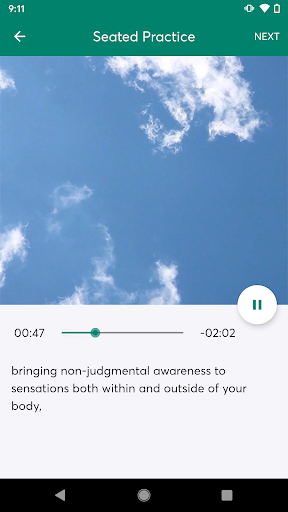 9:11
Seated Practice
NEXT
00:47
-02:02
bringing non-judgmental awareness to
sensations both within and outside of your
body,